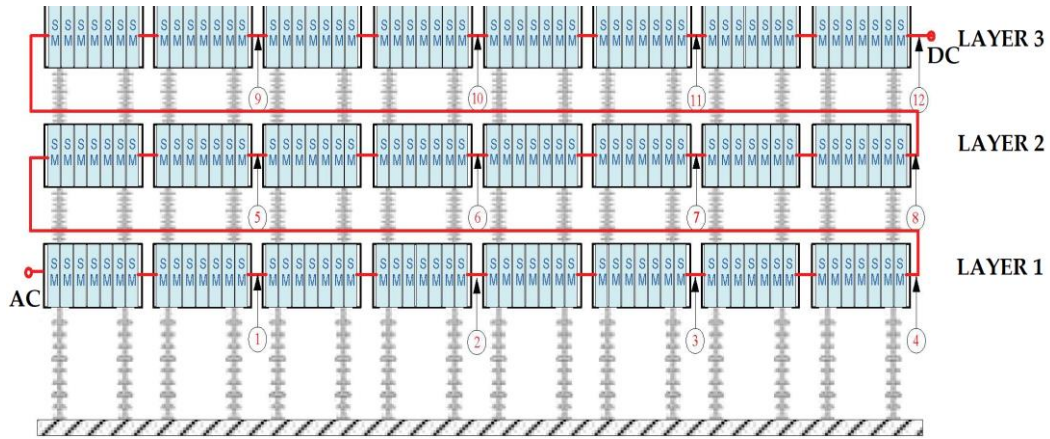 S S S S S S S S S S S S S S S S S S S S S S S S S S S S S S S S S S S S S S S S S S S S S S S S S S S S S S S S
M M M M M M M M M M M M M M M M M M M M M M M M M M M M M M M M M M M M M M M M M M M M M M M M M M M M M M M M LAYER 3
DC
9 10 11 12
S S S S S S S S S S S S S S S S S S S S S S S S S S S S S S S S S S S S S S S S S S S S S S S S S S S S S S S S LAYER 2
M M M M M M M M M M M M M M M M M M M M M M M M M M M M M M M M M M M M M M M M M M M M M M M M M M M M M M M M
5 6 7 8
S S S S S S S S S S S S S S S S S S S S S S S S S S S S S S S S S S S S S S S S S S S S S S S S S S S S S S S S LAYER 1
M M M M M M M M M M M M M M M M M M M M M M M M M M M M M M M M M M M M M M M M M M M M M M M M M M M M M M M M
AC
1 2 3 4